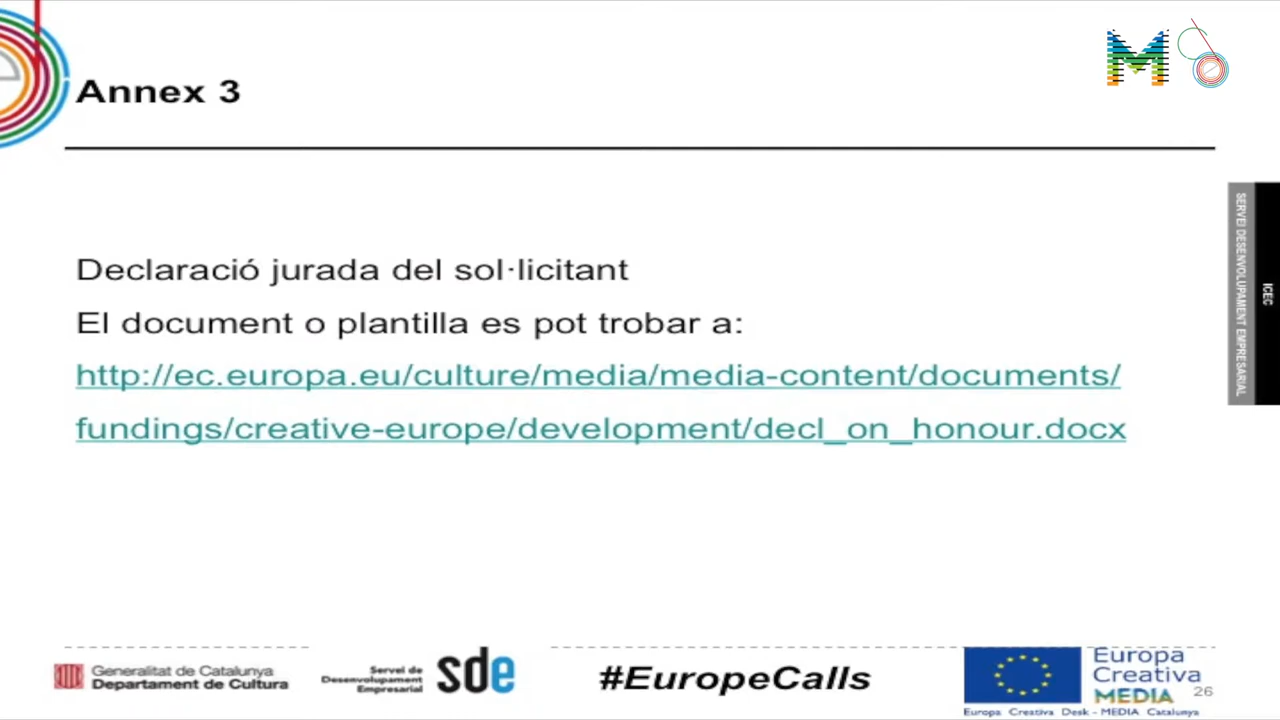 Annex 3
SERVEI DESENVOLUPAMENT EMPRESARIAL
ICEC
Declaració jurada del sol·licitant
El document o plantilla es pot trobar a:
http://ec.europa.eu/culture/media/media-content/documents/
fundings/creative-europe/development/decl_on_honour.docx
Generalitat de Catalunya
Departament de Cultura
Servei de
Desenvolupament
Empresarial
sde
#EuropeCalls
Europa
Creativa
MEDIA
26
Europa Creativa Desk - MEDIA Catalunya